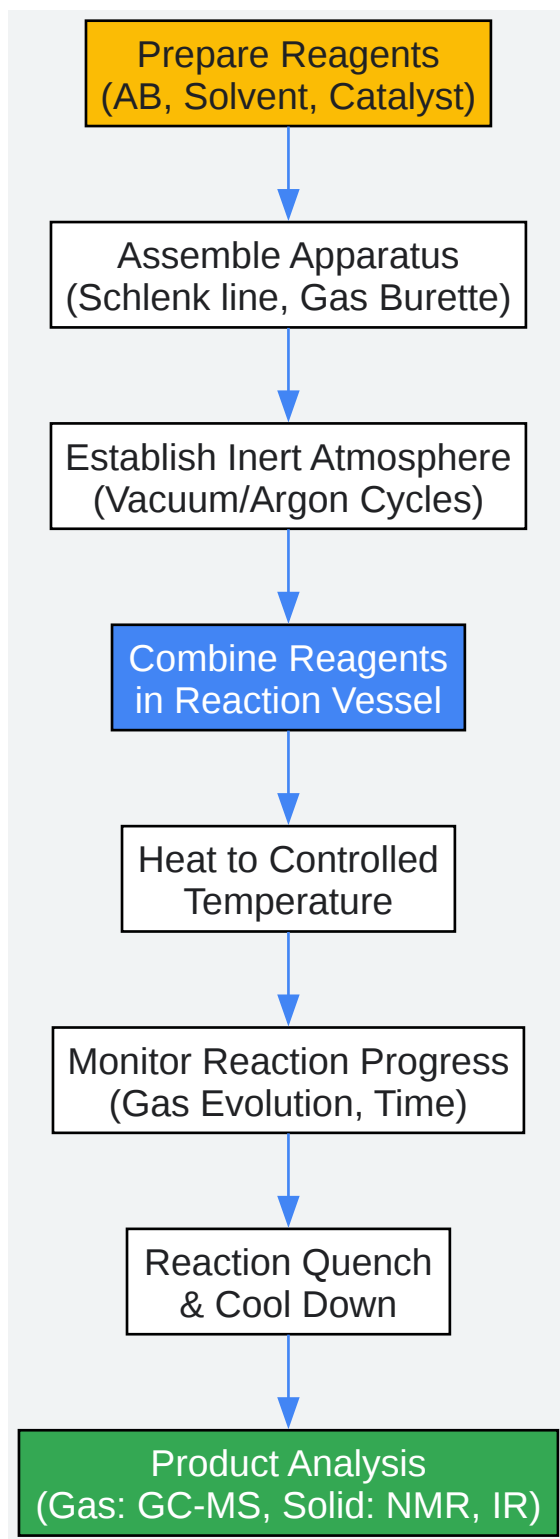 Prepare Reagents
(AB, Solvent, Catalyst)
Assemble Apparatus
(Schlenk line, Gas Burette)
Establish Inert Atmosphere
(Vacuum/Argon Cycles)
Combine Reagents
in Reaction Vessel
Heat to Controlled
Temperature
Monitor Reaction Progress
(Gas Evolution, Time)
Reaction Quench
& Cool Down
Product Analysis
(Gas: GC-MS, Solid: NMR, IR)